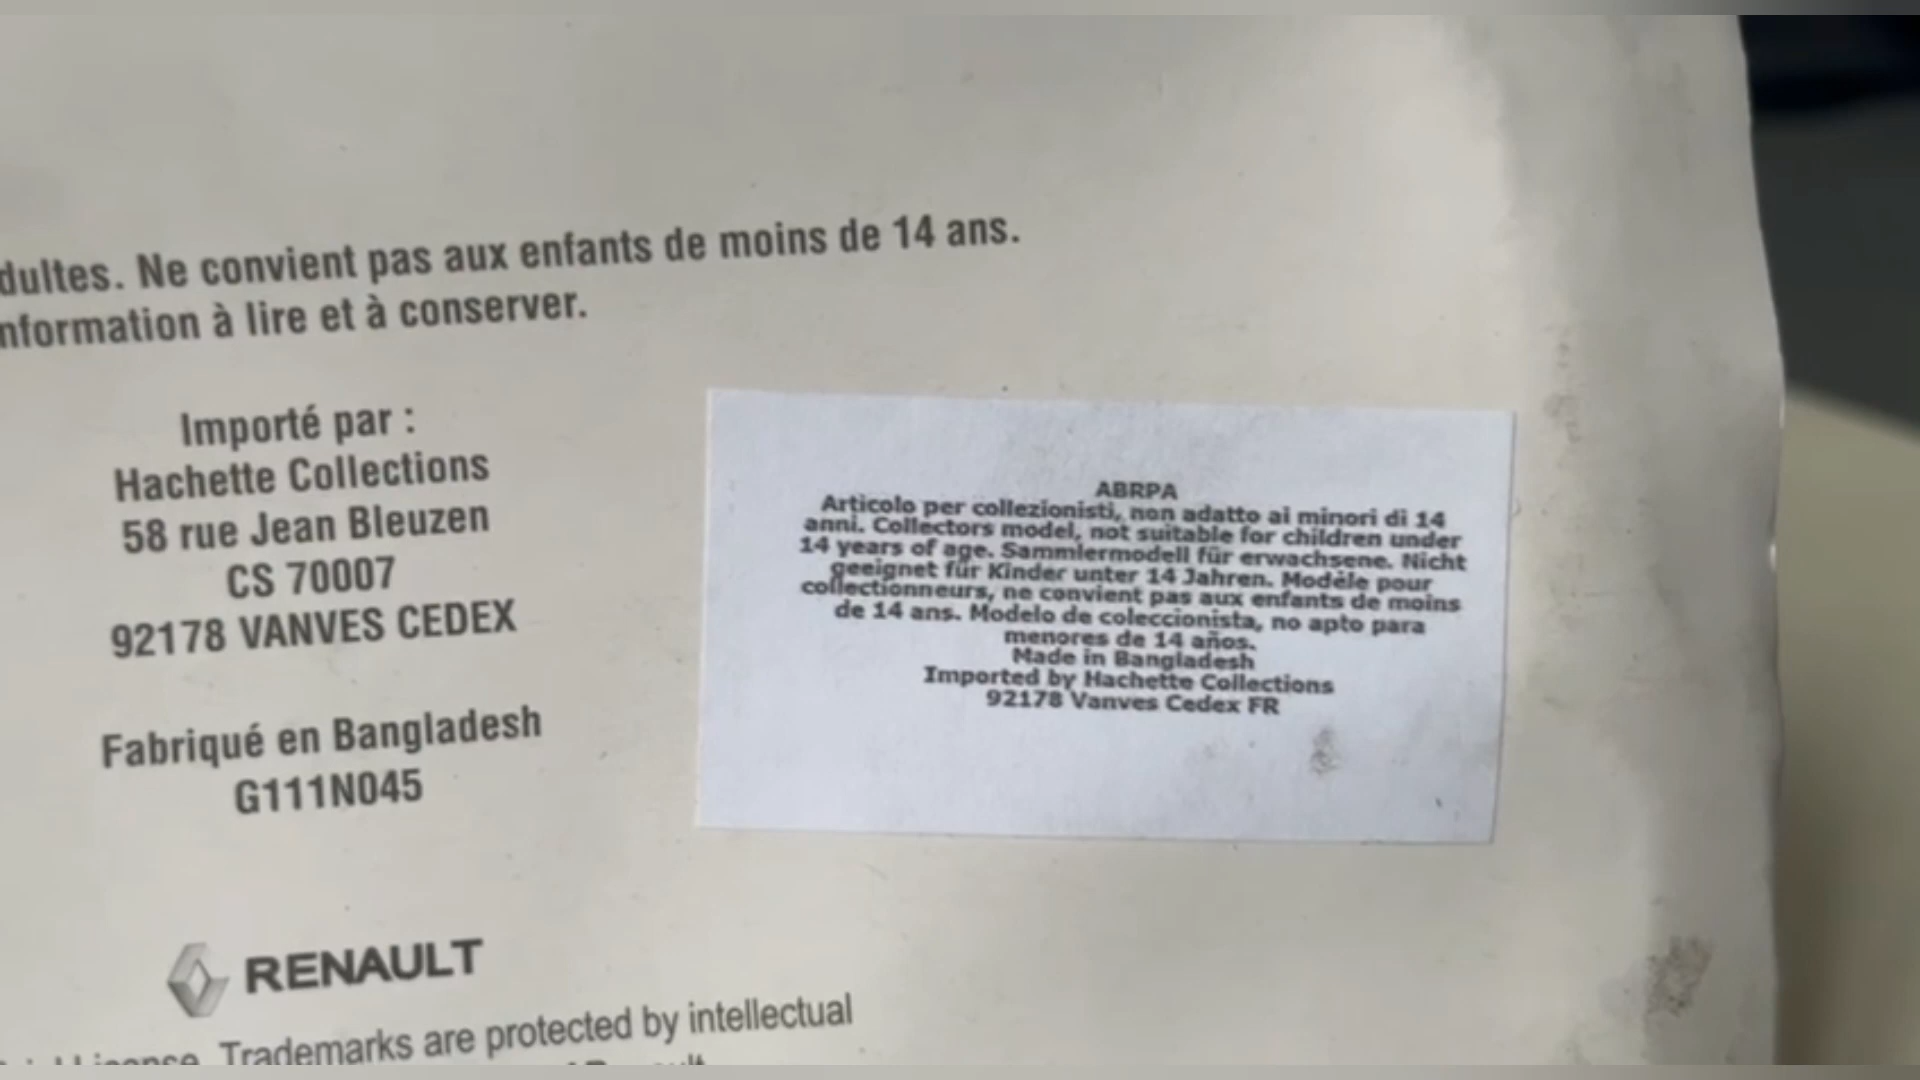 dultes. Ne convient pas aux enfants de moins de 14 ans.
nformation à lire et à conserver.
Importé par :
Hachette Collections
58 rue Jean Bleuzen
CS 70007
92178 VANVES CEDEX
Fabriqué en Bangladesh
G111N045
RENAULT
Trademarks are protected by intellectual
ABRPA
Articolo per collezionisti, non adatto ai minori di 14
anni. Collectors model, not suitable for children under
14 years of age. Sammlermodell für erwachsene. Nicht
geeignet für Kinder unter 14 Jahren. Modèle pour
collectionneurs, ne convient pas aux enfants de moins
de 14 ans. Modelo de coleccionista, no apto para
menores de 14 años.
Made in Bangladesh
Imported by Hachette Collections
92178 Vanves Cedex FR